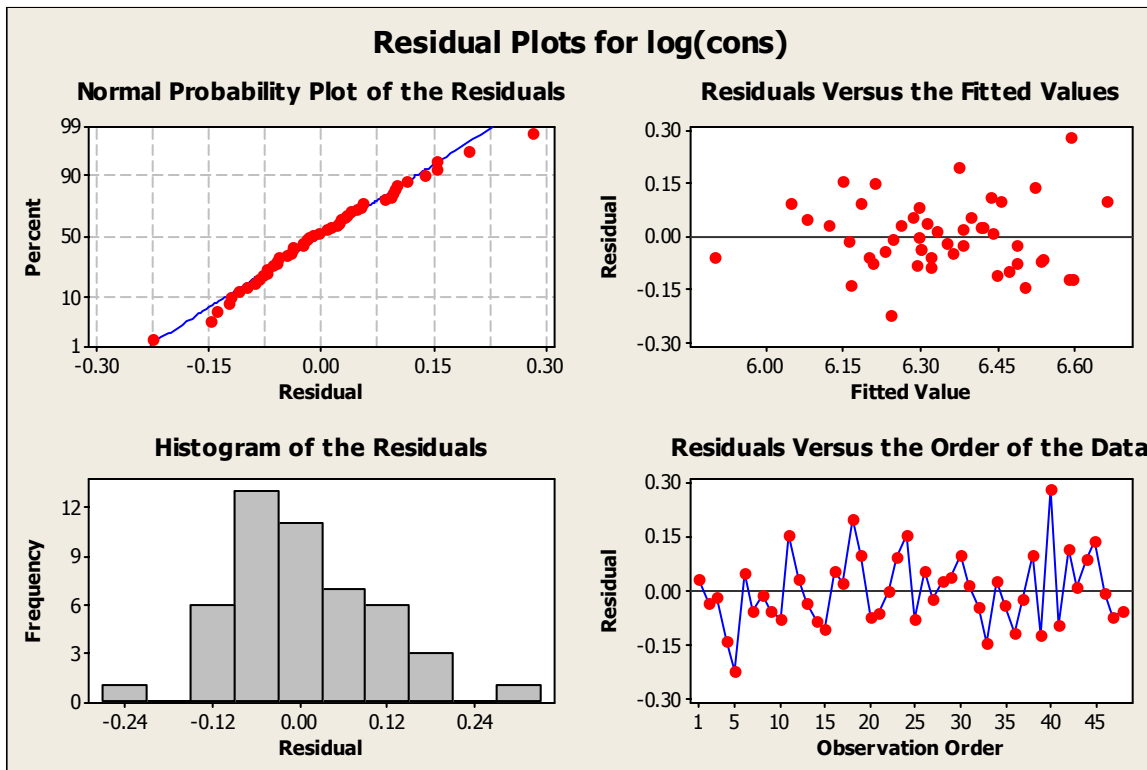 Residual Plots for log(cons)
Normal Probability Plot of the Residuals
99
90
50
10
1
Percent
-0.30 -0.15 0.00 0.15 0.30
Residual
Residuals Versus the Fitted Values
0.30
0.15
0.00
-0.15
-0.30
Residual
6.00 6.15 6.30 6.45 6.60
Fitted Value
Histogram of the Residuals
12
9
6
3
0
Frequency
-0.24 -0.12 0.00 0.12 0.24
Residual
Residuals Versus the Order of the Data
0.30
0.15
0.00
-0.15
-0.30
Residual
1 5 10 15 20 25 30 35 40 45
Observation Order